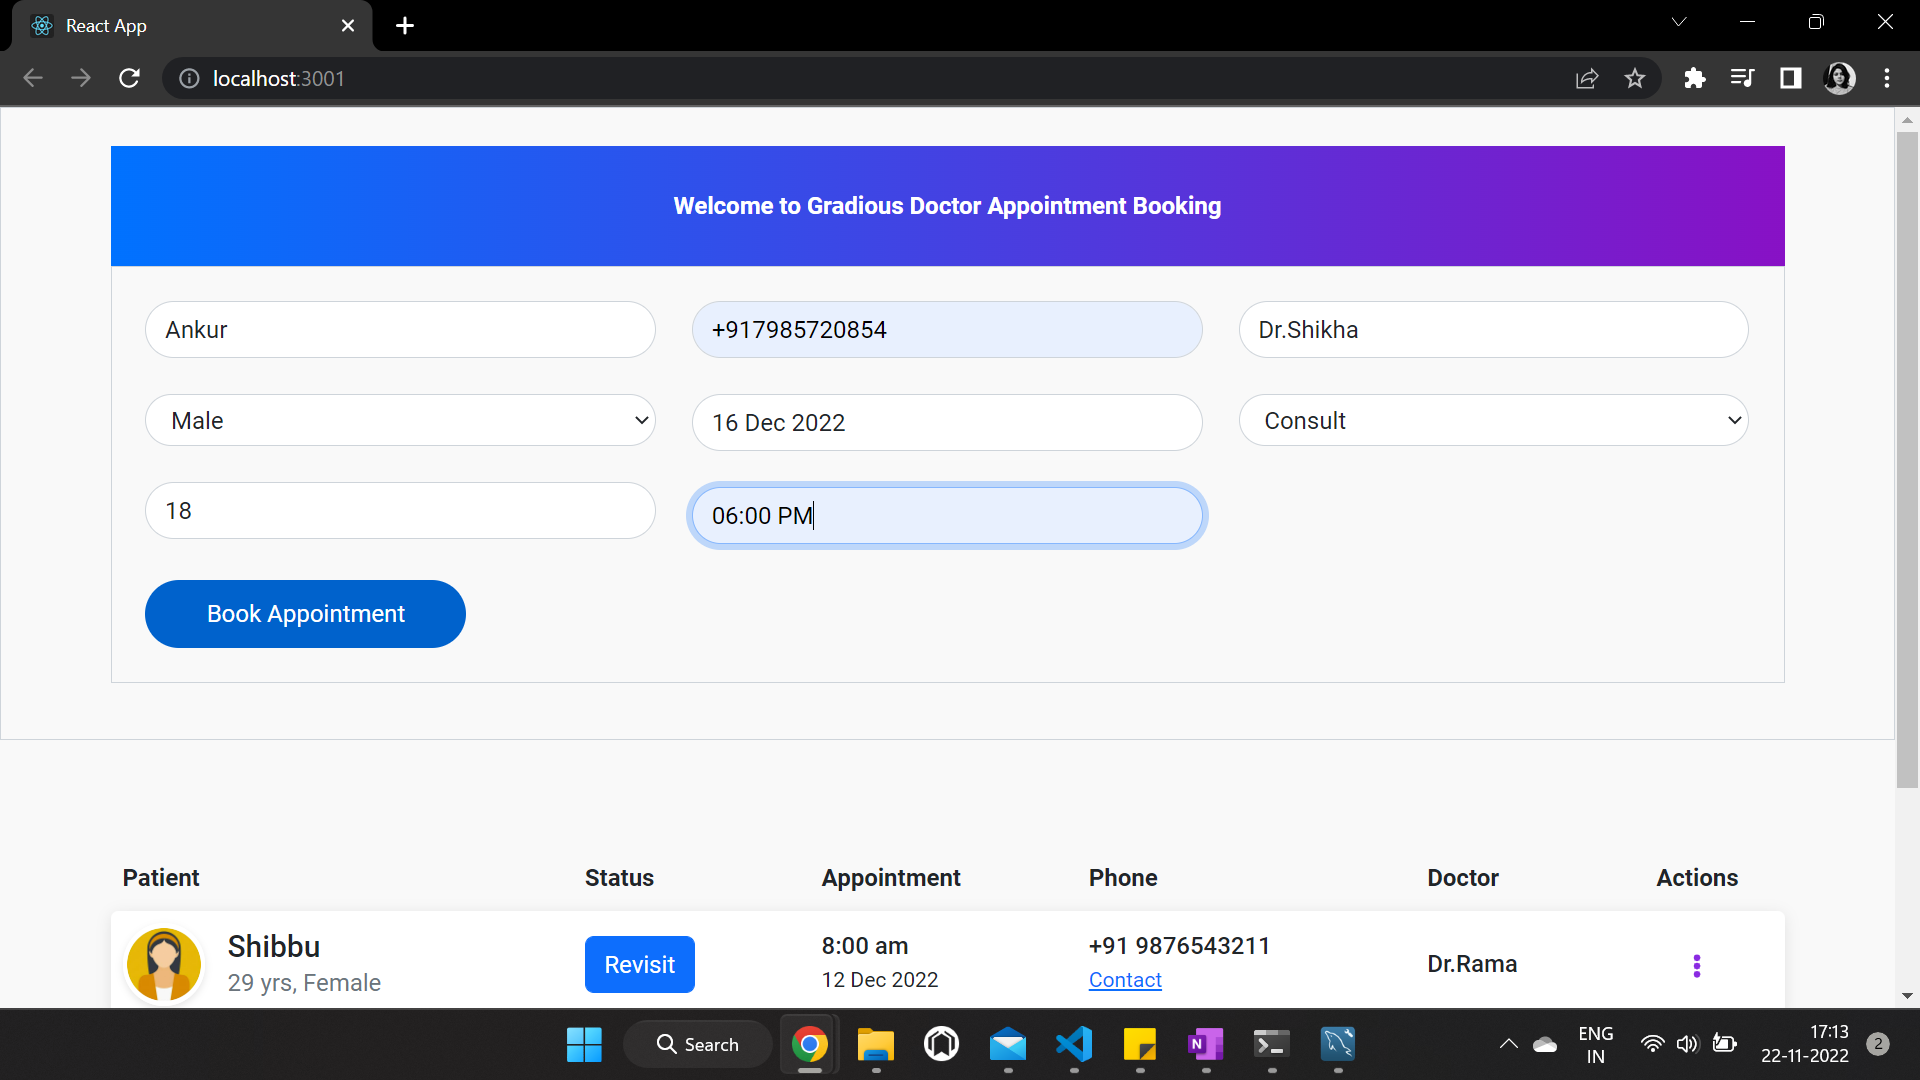 React App
localhost:3001
Welcome to Gradious Doctor Appointment Booking
Ankur
+917985720854
Dr.Shikha
Male
16 Dec 2022
Consult
18
06:00 PM
Book Appointment
Patient
Status
Appointment
Phone
Doctor
Actions
Shibbu
29 yrs, Female
Revisit
8:00 am
12 Dec 2022
+91 9876543211
Contact
Dr.Rama
Search
N
ENG
IN
17:13
22-11-2022
2